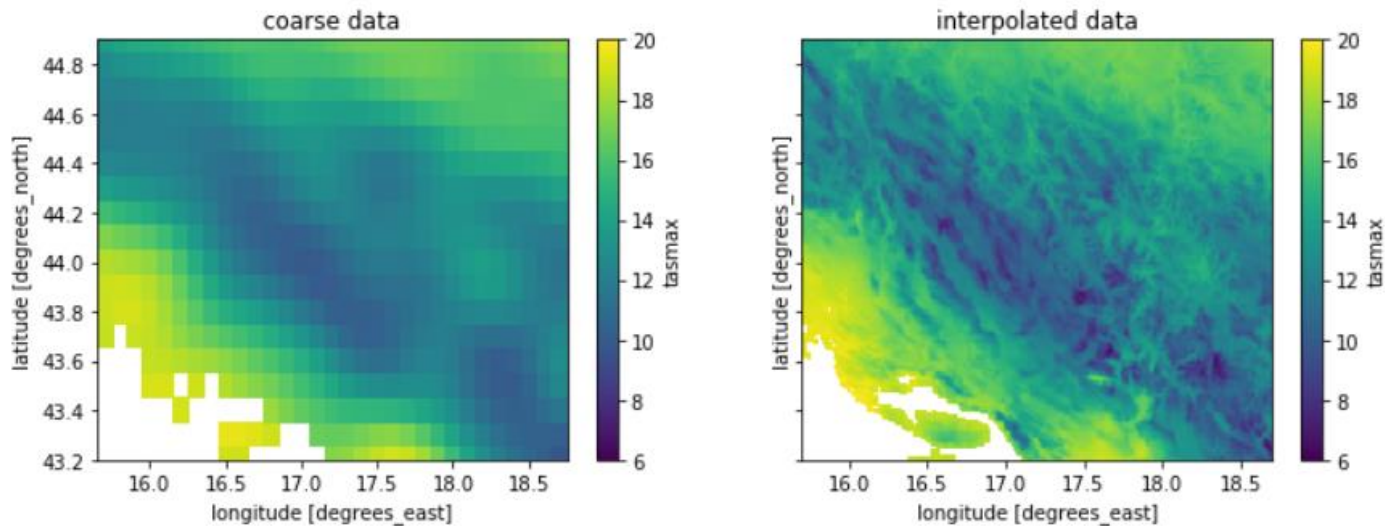 coarse data
44.8
44.6
44.4
44.2
44.0
43.8
43.6
43.4
43.2
latitude [degrees_north]
16.0 16.5 17.0 17.5 18.0 18.5
longitude [degrees_east]
20
18
16
14
12
10
8
6
tasmax
interpolated data
latitude [degrees_north]
16.0 16.5 17.0 17.5 18.0 18.5
longitude [degrees_east]
20
18
16
14
12
10
8
6
tasmax